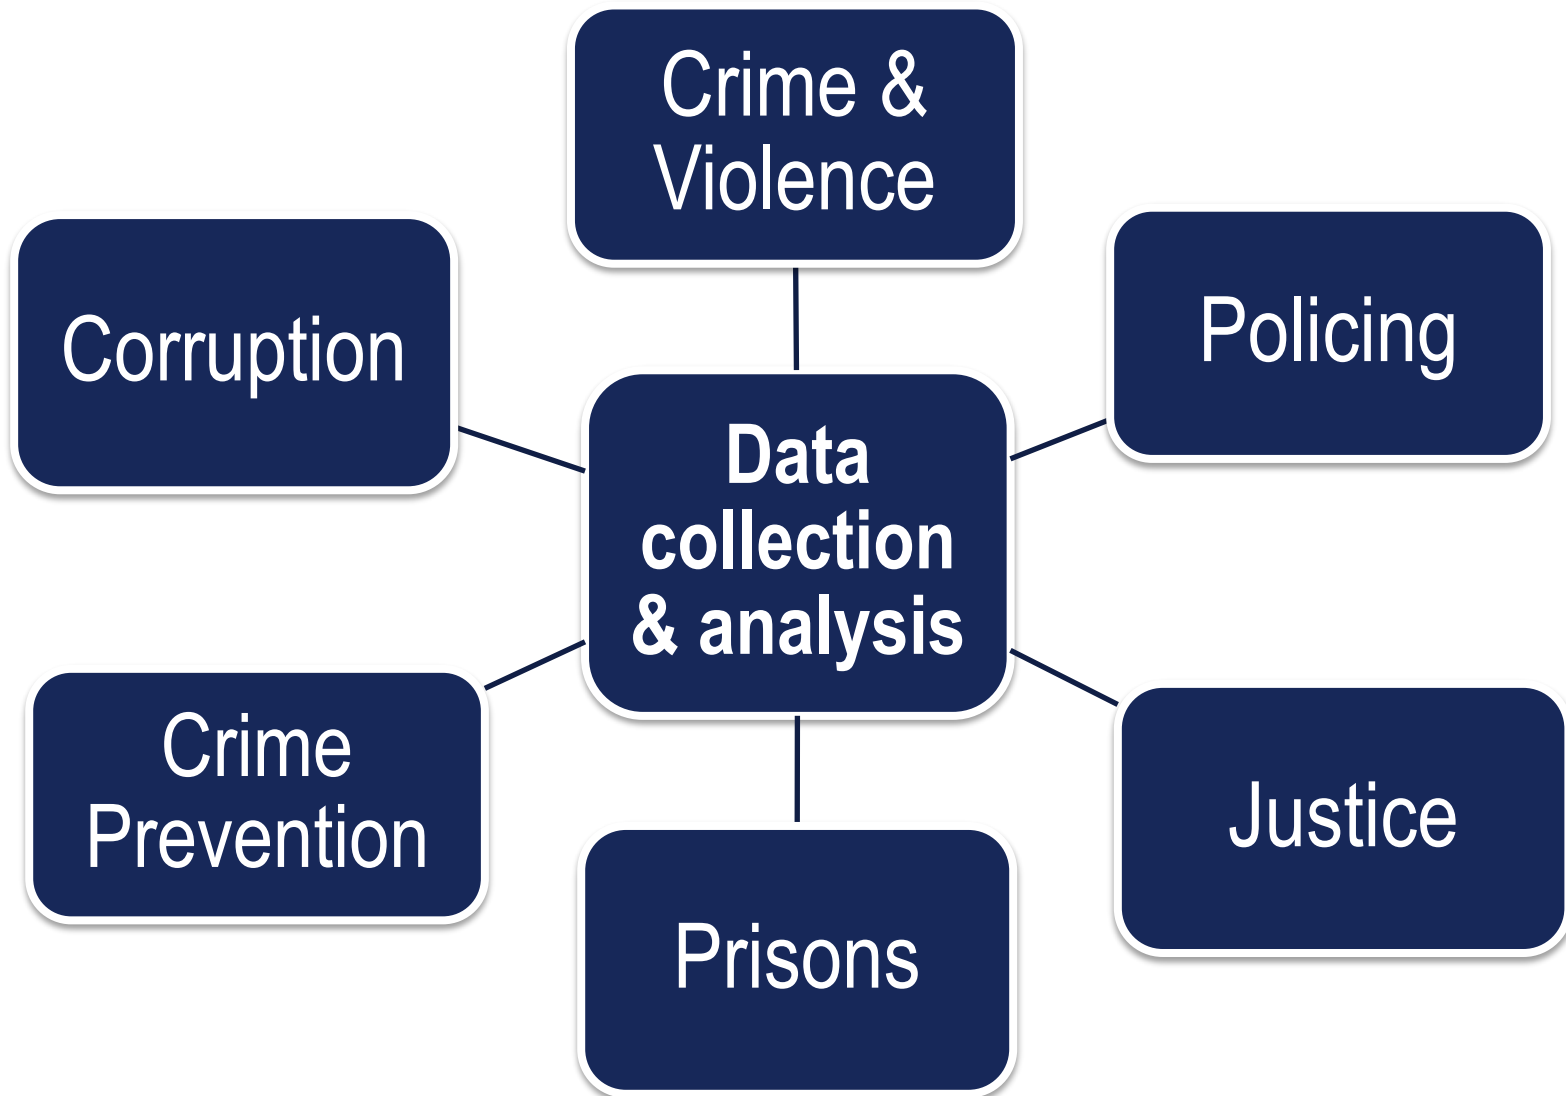 Crime &
Violence
Corruption
Policing
Data
collection
& analysis
Crime
Prevention
Justice
Prisons